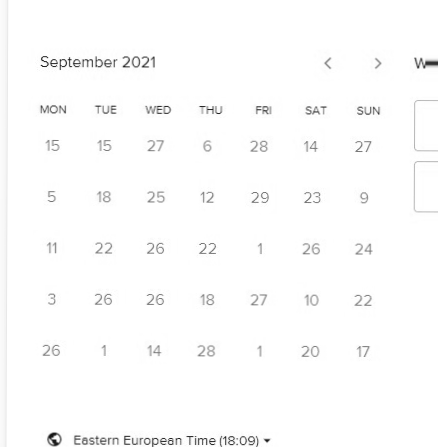 September 2021
MON TUE WED THU FRI SAT SUN
15 15 27 6 28 14 27
5 18 25 12 29 23 9
11 22 26 22 1 26 24
3 26 26 18 27 10 22
26 1 14 28 1 20 17
Eastern European Time (18:09)